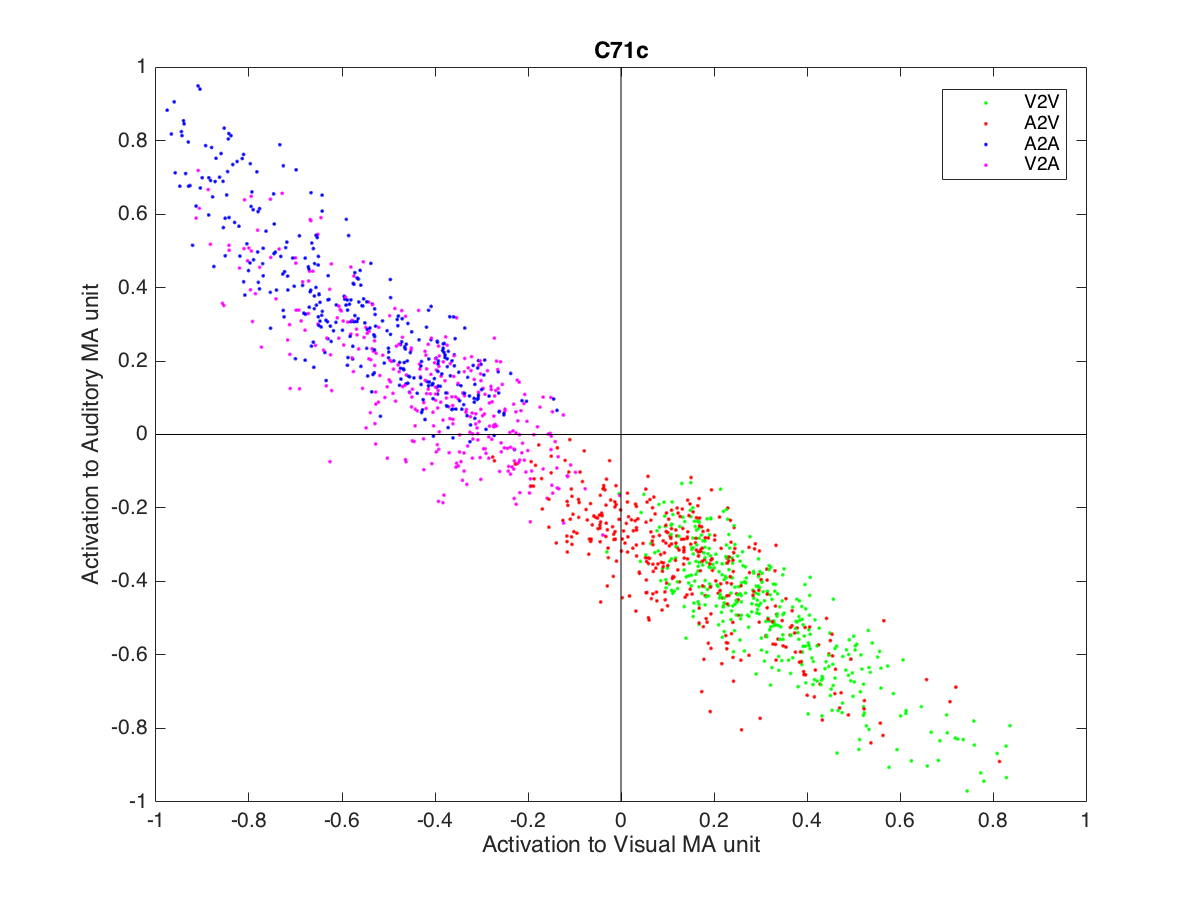 C71c
1
0.8
0.6
0.4
0.2
0
-0.2
-0.4
-0.6
-0.8
-1
Activation to Auditory MA unit
V2V
A2V
A2A
V2A
-1 -0.8 -0.6 -0.4 -0.2 0 0.2 0.4 0.6 0.8 1
Activation to Visual MA unit